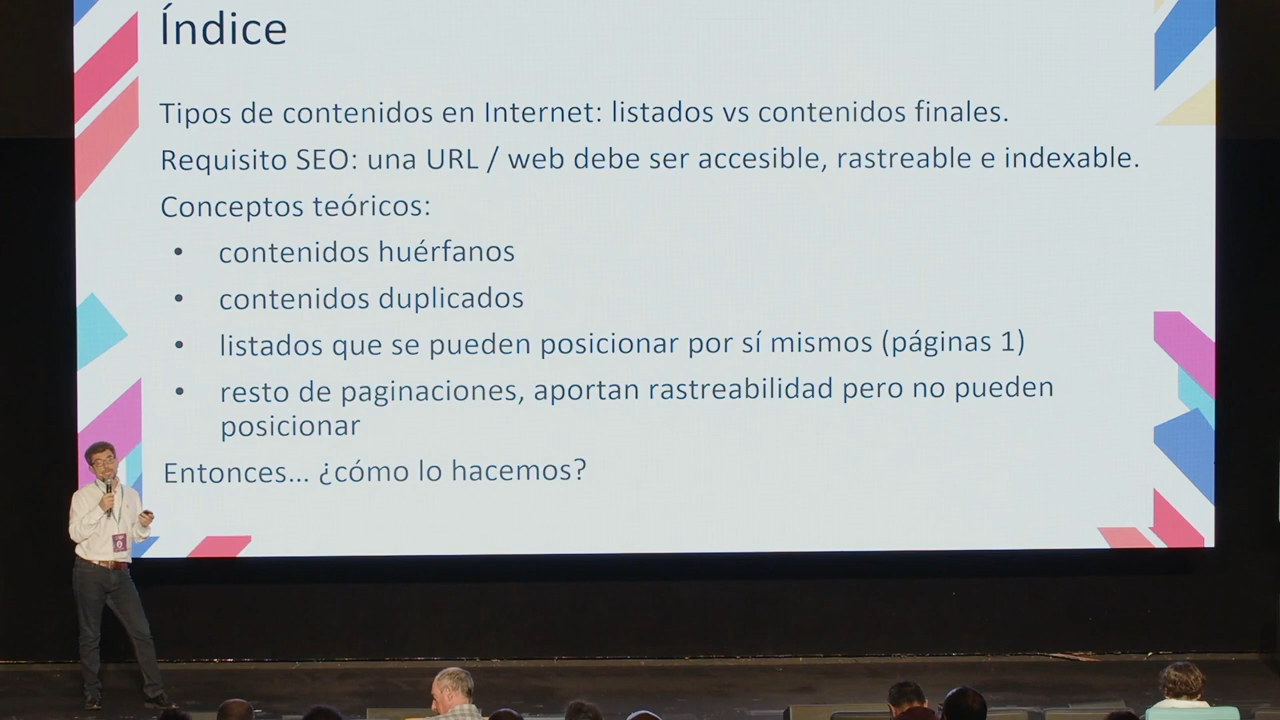 Índice
Tipos de contenidos en Internet: listados vs contenidos finales.
Requisito SEO: una URL / web debe ser accesible, rastreable e indexable.
Conceptos teóricos:
• contenidos huérfanos
• contenidos duplicados
• listados que se pueden posicionar por sí mismos (páginas 1)
• resto de paginaciones, aportan rastreabilidad pero no pueden
posicionar
Entonces... ¿cómo lo hacemos?